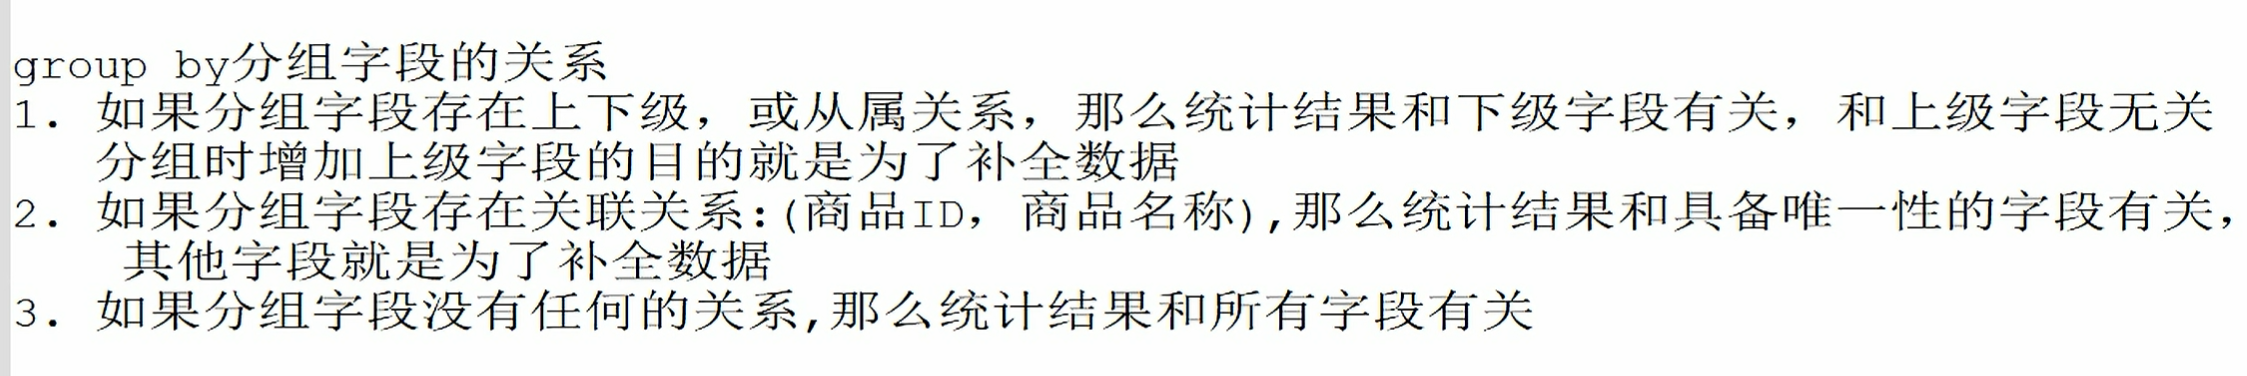 group by分组字段的关系
1. 如果分组字段存在上下级，或从属关系，那么统计结果和下级字段有关，和上级字段无关
分组时增加上级字段的目的就是为了补全数据
2. 如果分组字段存在关联关系:(商品ID，商品名称),那么统计结果和具备唯一性的字段有关，
其他字段就是为了补全数据
3. 如果分组字段没有任何的关系,那么统计结果和所有字段有关